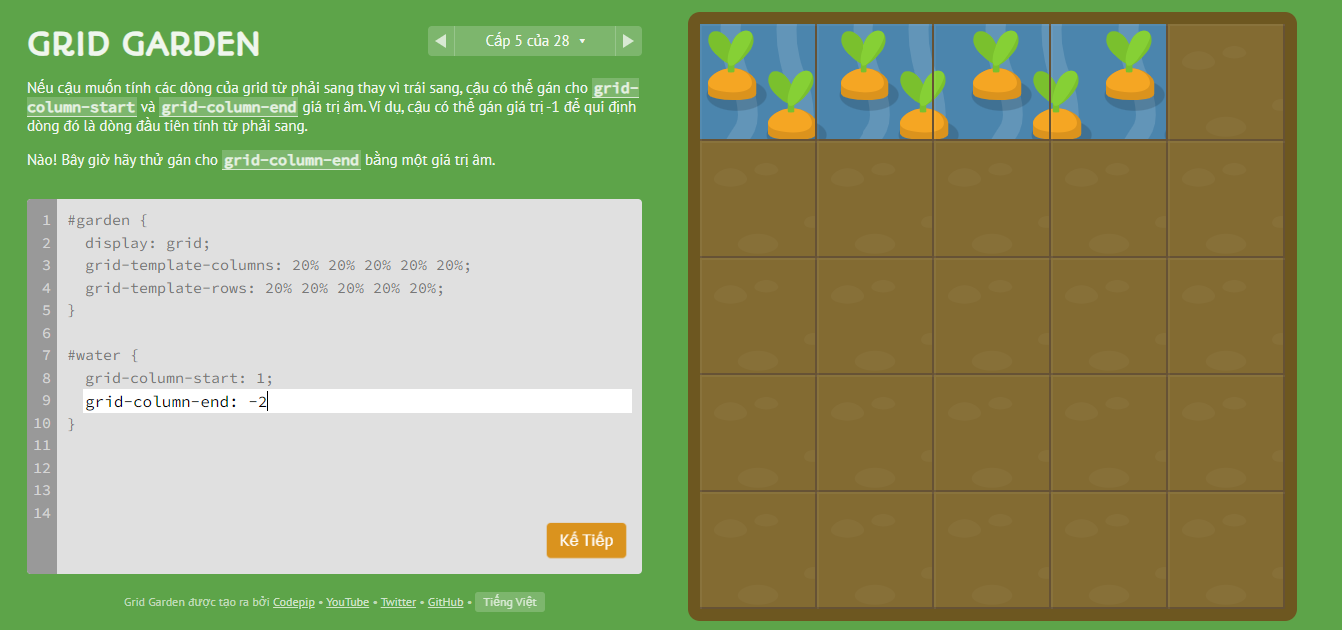 GRID GARDEN
Cấp 5 của 28
Nếu cậu muốn tính các dòng của grid từ phải sang thay vì trái sang, cậu có thể gán cho grid-
column-start và grid-column-end giá trị âm. Ví dụ, cậu có thể gán giá trị -1 để qui định
dòng đó là dòng đầu tiên tính từ phải sang.
Nào! Bây giờ hãy thử gán cho grid-column-end bằng một giá trị âm.
1 #garden {
2 display: grid;
3 grid-template-columns: 20% 20% 20% 20% 20%;
4 grid-template-rows: 20% 20% 20% 20% 20%;
5 }
6
7 #water {
8 grid-column-start: 1;
9 grid-column-end: -2
10 }
11
12
13
14
Kế Tiếp
Grid Garden được tạo ra bởi Codepip • YouTube • Twitter • GitHub • Tiếng Việt